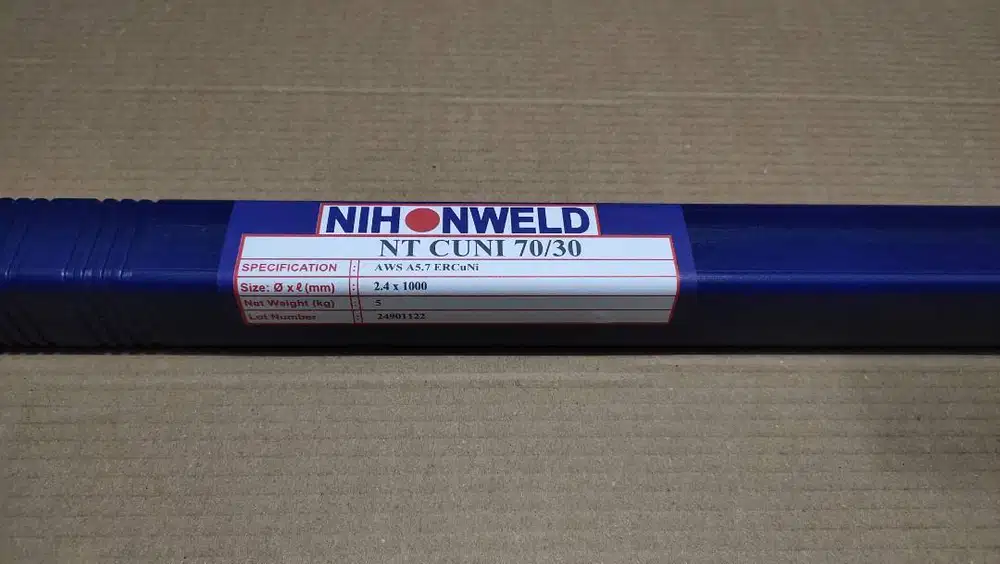 NIHONWELD
NT CUNI 70/30
SPECIFICATION : AWS A5.7 ERCuNi
Size: Ø x ℓ (mm) : 2.4 x 1000
Net Weight (kg) : 5
Lot Number : 24901122